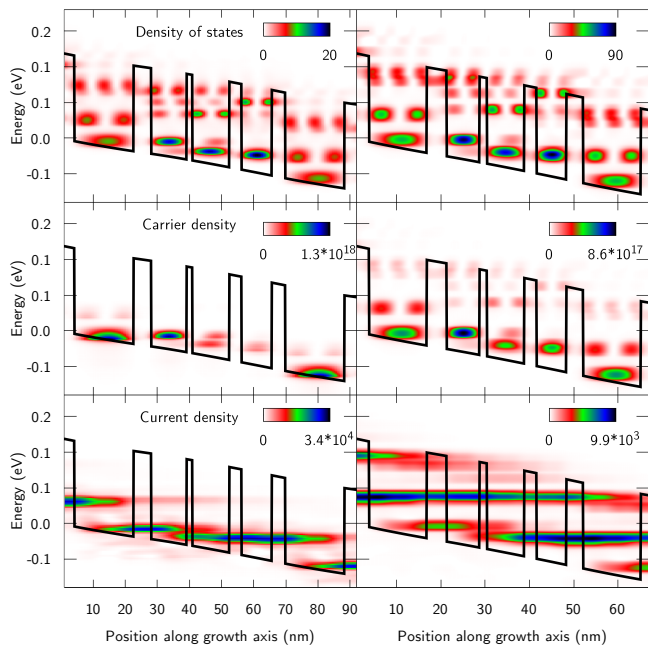 Density of states
0 20
0 90
Energy (eV)
0.2
0.1
0.1
0.0
-0.1
Carrier density
0 1.3*10^18
0 8.6*10^17
Energy (eV)
0.2
0.1
0.1
0.0
-0.1
Current density
0 3.4*10^4
0 9.9*10^3
Energy (eV)
0.2
0.1
0.1
0.0
-0.1
10 20 30 40 50 60 70 80 90
10 20 30 40 50 60
Position along growth axis (nm)
Position along growth axis (nm)